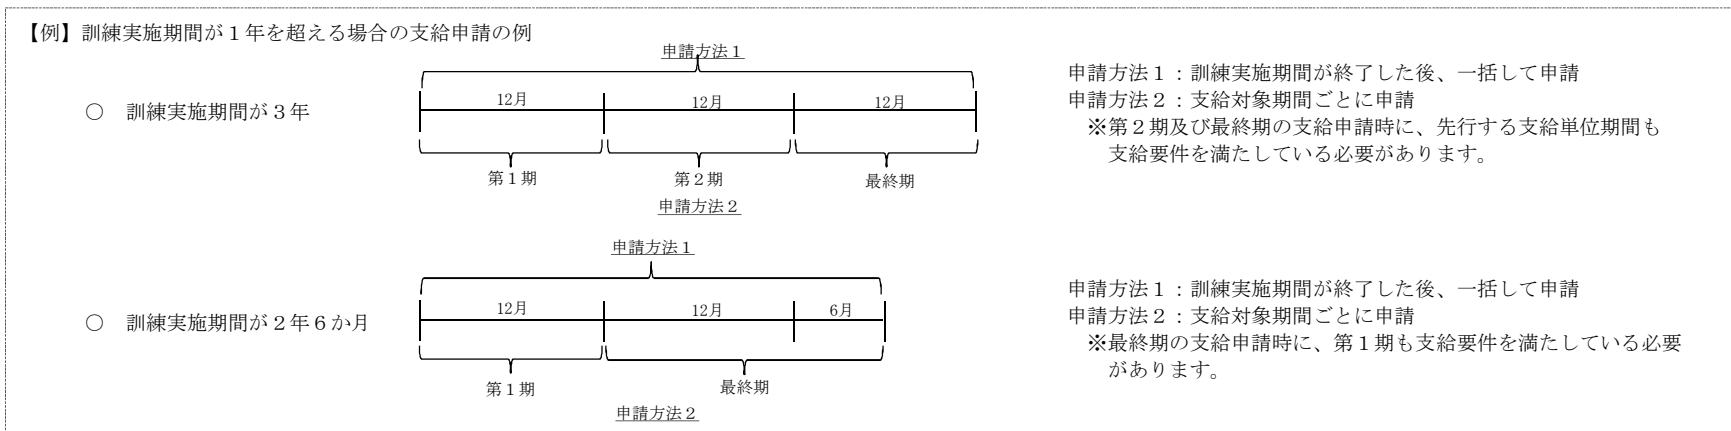 【例】訓練実施期間が１年を超える場合の支給申請の例
申請方法１
○　訓練実施期間が３年
12月
12月
12月
第１期
第２期
最終期
申請方法２
申請方法１：訓練実施期間が終了した後、一括して申請
申請方法２：支給対象期間ごとに申請
※第２期及び最終期の支給申請時に、先行する支給単位期間も
支給要件を満たしている必要があります。
申請方法１
○　訓練実施期間が２年６か月
12月
12月
6月
第１期
最終期
申請方法２
申請方法１：訓練実施期間が終了した後、一括して申請
申請方法２：支給対象期間ごとに申請
※最終期の支給申請時に、第１期も支給要件を満たしている必要
があります。